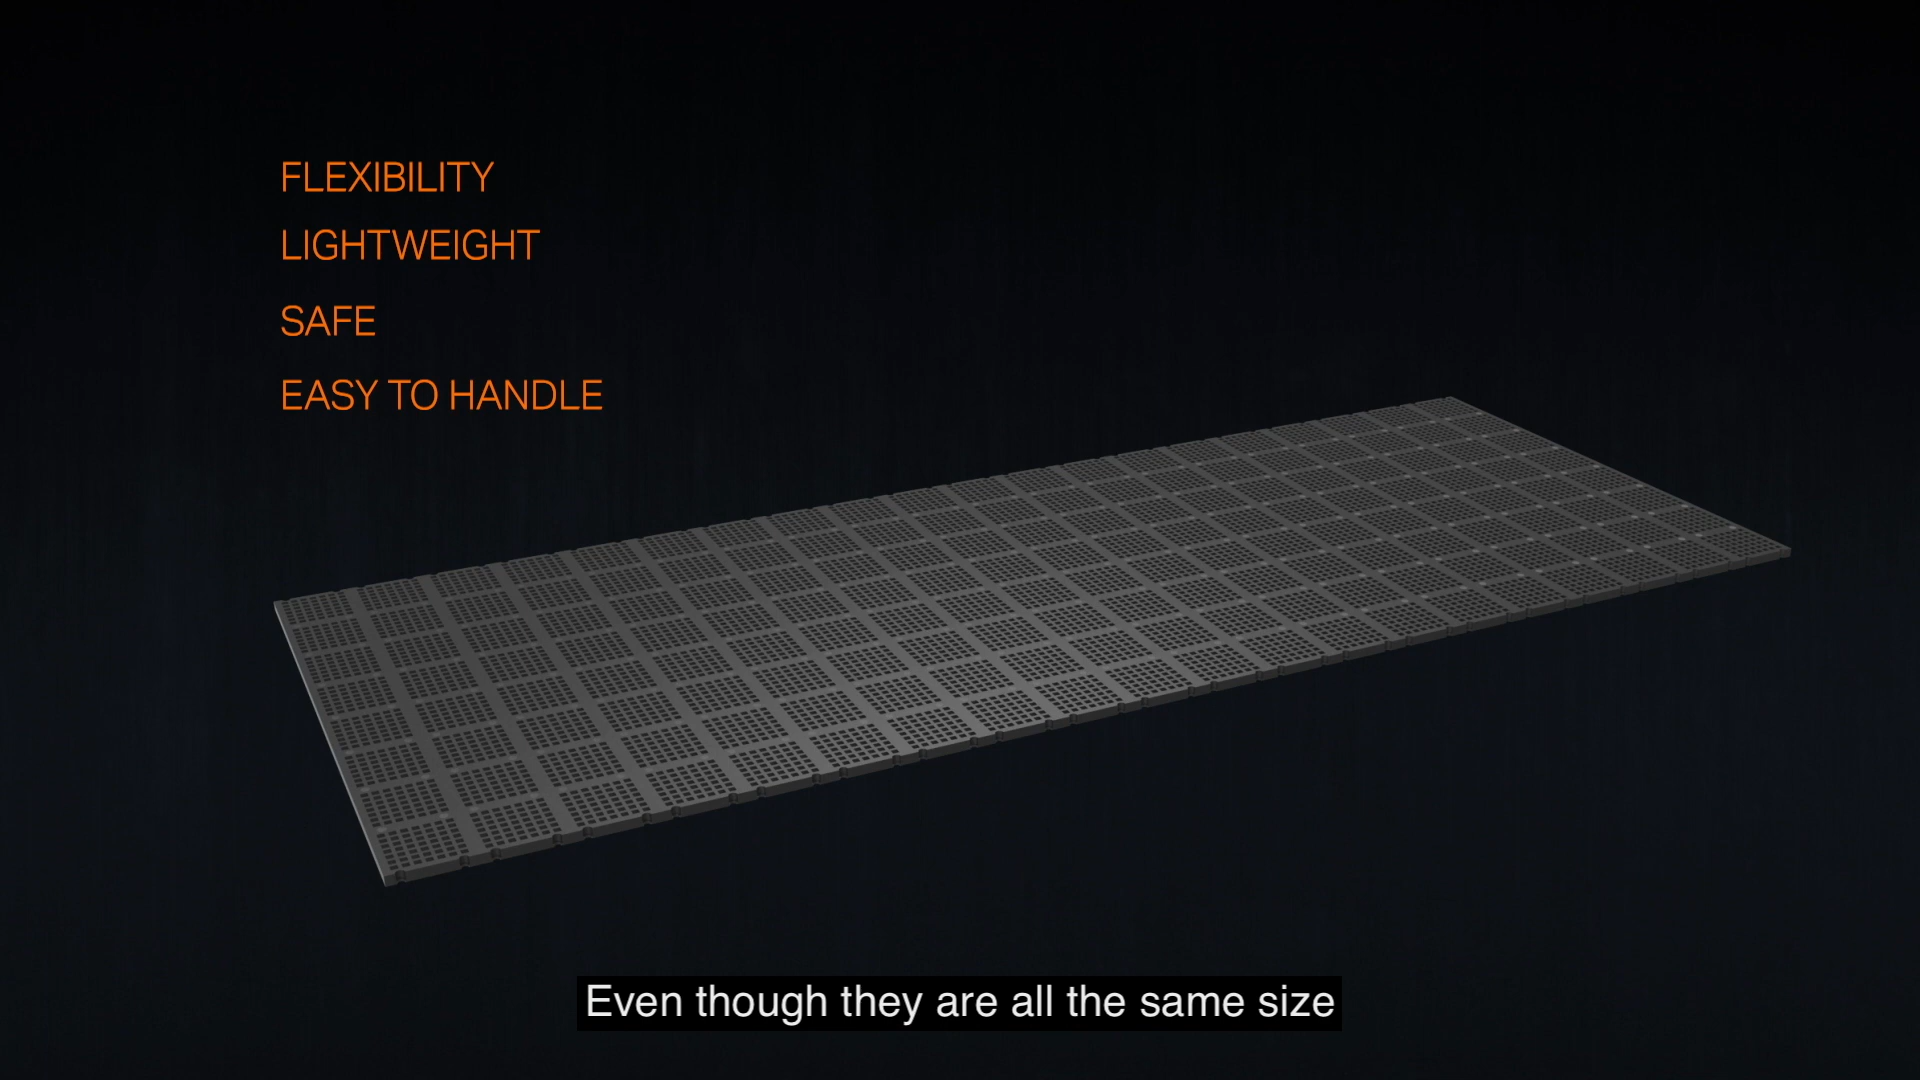 FLEXIBILITY
LIGHTWEIGHT
SAFE
EASY TO HANDLE
Even though they are all the same size